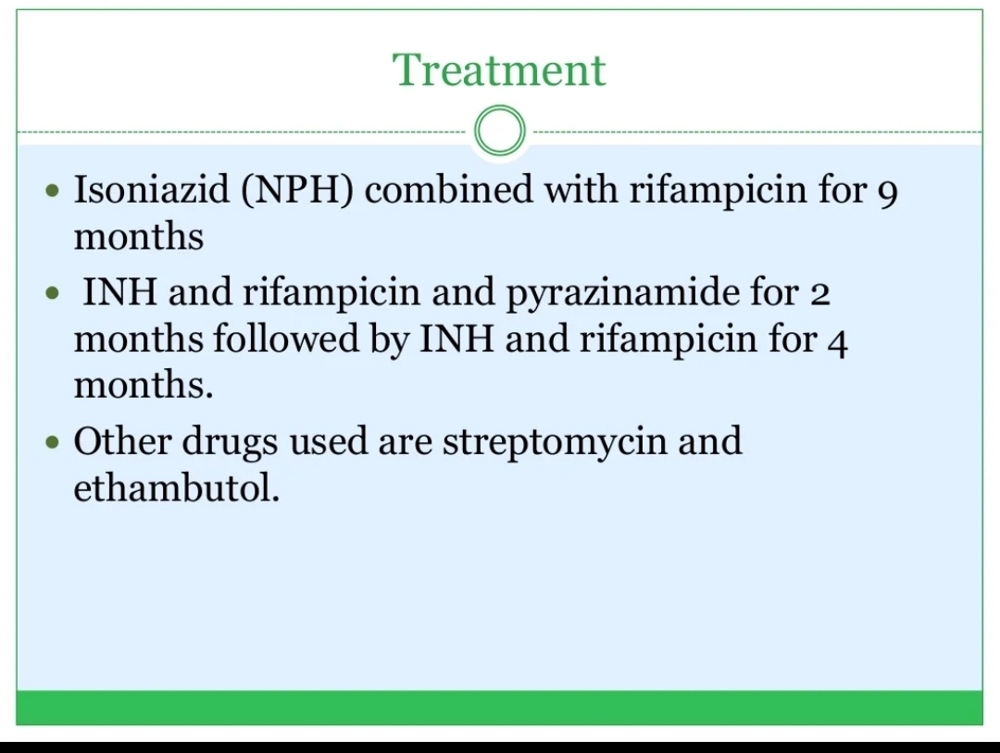 Treatment
• Isoniazid (NPH) combined with rifampicin for 9
months
• INH and rifampicin and pyrazinamide for 2
months followed by INH and rifampicin for 4
months.
• Other drugs used are streptomycin and
ethambutol.